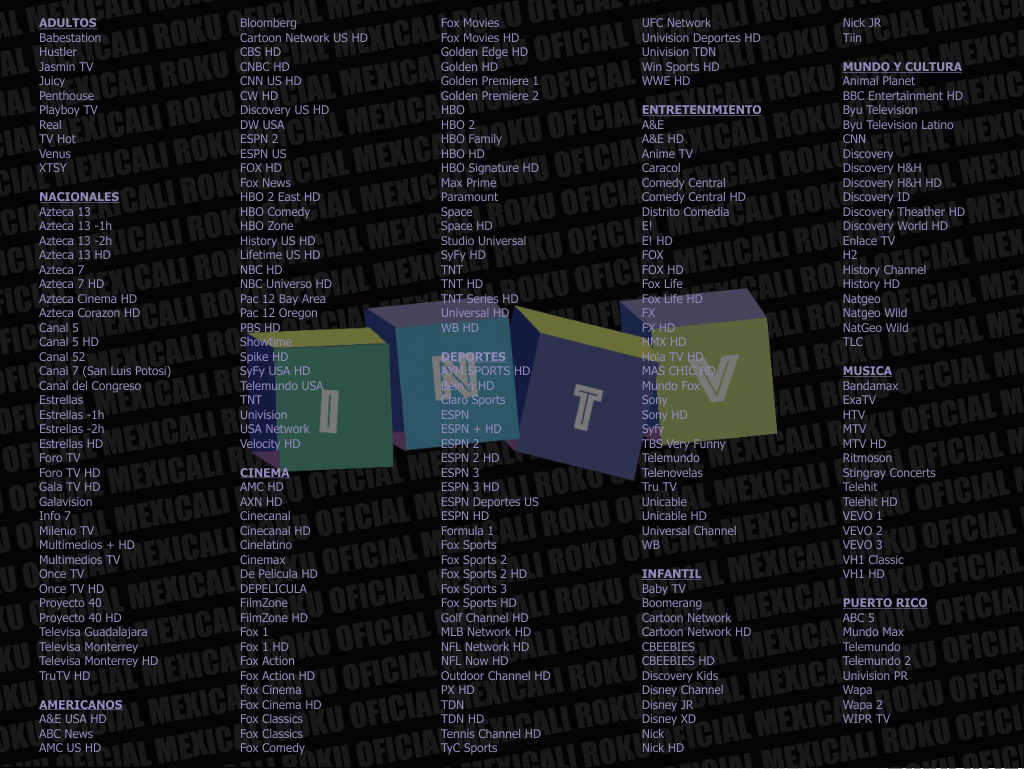 ADULTOS
Babestation
Hustler
Jasmin TV
Juicy
Penthouse
Playboy TV
Real
TV Hot
Venus
XTSY
NACIONALES
Azteca 13
Azteca 13 -1h
Azteca 13 -2h
Azteca 13 HD
Azteca 7
Azteca 7 HD
Azteca Cinema HD
Azteca Corazon HD
Canal 5
Canal 5 HD
Canal 52
Canal 7 (San Luis Potosi)
Canal del Congreso
Estrellas
Estrellas -1h
Estrellas -2h
Estrellas HD
Foro TV
Foro TV HD
Gala TV HD
Galavision
Info 7
Milenio TV
Multimedios + HD
Multimedios TV
Once TV
Once TV HD
Proyecto 40
Proyecto 40 HD
Televisa Guadalajara
Televisa Monterrey
Televisa Monterrey HD
TruTV HD
AMERICANOS
A&E USA HD
ABC News
AMC US HD
Bloomberg
Cartoon Network US HD
CBS HD
CNBC HD
CNN US HD
CW HD
Discovery US HD
DW USA
ESPN 2
ESPN US
FOX HD
Fox News
HBO 2 East HD
HBO Comedy
HBO Zone
History US HD
Lifetime US HD
NBC HD
NBC Universo HD
Pac 12 Bay Area
Pac 12 Oregon
PBS HD
Showtime
Spike HD
SyFy USA HD
Telemundo USA
TNT
Univision
USA Network
Velocity HD
CINEMA
AMC HD
AXN HD
Cinecanal
Cinecanal HD
Cinelatino
Cinemax
De Pelicula HD
DEPELICULA
FilmZone
FilmZone HD
Fox 1
Fox 1 HD
Fox Action
Fox Action HD
Fox Cinema
Fox Cinema HD
Fox Classics
Fox Classics
Fox Comedy
Fox Movies
Fox Movies HD
Golden Edge HD
Golden HD
Golden Premiere 1
Golden Premiere 2
HBO
HBO 2
HBO Family
HBO HD
HBO Signature HD
Max Prime
Paramount
Space
Space HD
Studio Universal
SyFy HD
TNT
TNT HD
TNT Series HD
Universal HD
WB HD
DEPORTES
AYM SPORTS HD
Bein ñ HD
Claro Sports
ESPN
ESPN + HD
ESPN 2
ESPN 2 HD
ESPN 3
ESPN 3 HD
ESPN Deportes US
ESPN HD
Formula 1
Fox Sports
Fox Sports 2
Fox Sports 2 HD
Fox Sports 3
Fox Sports HD
Golf Channel HD
MLB Network HD
NFL Network HD
NFL Now HD
Outdoor Channel HD
PX HD
TDN
TDN HD
Tennis Channel HD
TyC Sports
UFC Network
Univision Deportes HD
Univision TDN
Win Sports HD
WWE HD
ENTRETENIMIENTO
A&E
A&E HD
Anime TV
Caracol
Comedy Central
Comedy Central HD
Distrito Comedia
E!
E! HD
FOX
FOX HD
Fox Life
Fox Life HD
FX
FX HD
HMX HD
Hola TV HD
MAS CHIC HD
Mundo Fox
Sony
Sony HD
Syfy
TBS Very Funny
Telemundo
Telenovelas
Tru TV
Unicable
Unicable HD
Universal Channel
WB
INFANTIL
Baby TV
Boomerang
Cartoon Network
Cartoon Network HD
CBEEBIES
CBEEBIES HD
Discovery Kids
Disney Channel
Disney JR
Disney XD
Nick
Nick HD
Nick JR
Tiin
MUNDO Y CULTURA
Animal Planet
BBC Entertainment HD
Byu Television
Byu Television Latino
CNN
Discovery
Discovery H&H
Discovery H&H HD
Discovery ID
Discovery Theather HD
Discovery World HD
Enlace TV
H2
History Channel
History HD
Natgeo
Natgeo Wild
NatGeo Wild
TLC
MUSICA
Bandamax
ExaTV
HTV
MTV
MTV HD
Ritmoson
Stingray Concerts
Telehit
Telehit HD
VEVO 1
VEVO 2
VEVO 3
VH1 Classic
VH1 HD
PUERTO RICO
ABC 5
Mundo Max
Telemundo
Telemundo 2
Univision PR
Wapa
Wapa 2
WIPR TV
I N T V
ROKU OFICIAL MEXICALI